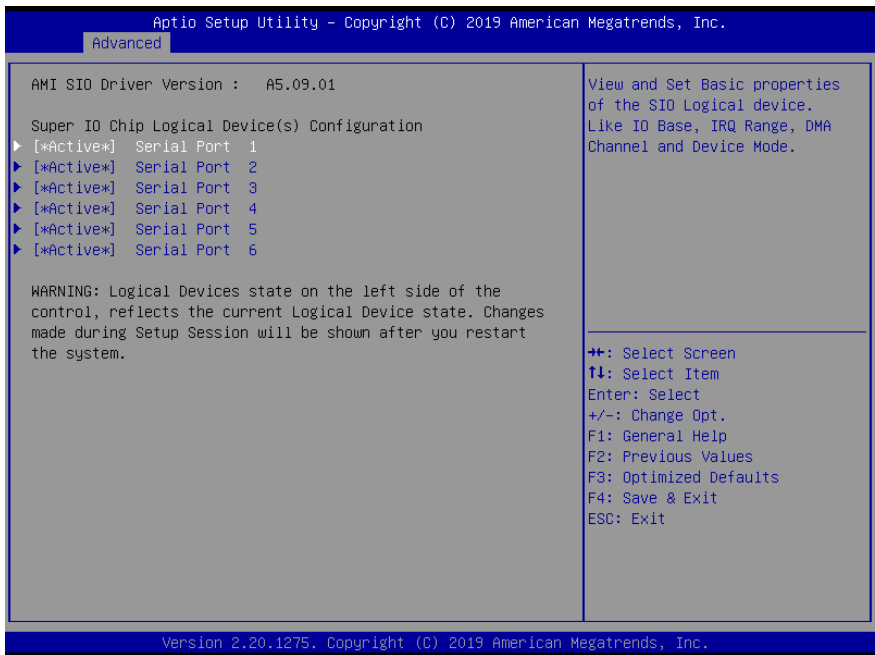 Aptio Setup Utility – Copyright (C) 2019 American Megatrends, Inc.
Advanced
AMI SIO Driver Version :   A5.09.01
Super IO Chip Logical Device(s) Configuration
[*Active*]  Serial Port  1
[*Active*]  Serial Port  2
[*Active*]  Serial Port  3
[*Active*]  Serial Port  4
[*Active*]  Serial Port  5
[*Active*]  Serial Port  6
WARNING: Logical Devices state on the left side of the
control, reflects the current Logical Device state. Changes
made during Setup Session will be shown after you restart
the system.
View and Set Basic properties
of the SIO Logical device.
Like IO Base, IRQ Range, DMA
Channel and Device Mode.
→←: Select Screen
↑↓: Select Item
Enter: Select
+/-: Change Opt.
F1: General Help
F2: Previous Values
F3: Optimized Defaults
F4: Save & Exit
ESC: Exit
Version 2.20.1275. Copyright (C) 2019 American Megatrends, Inc.